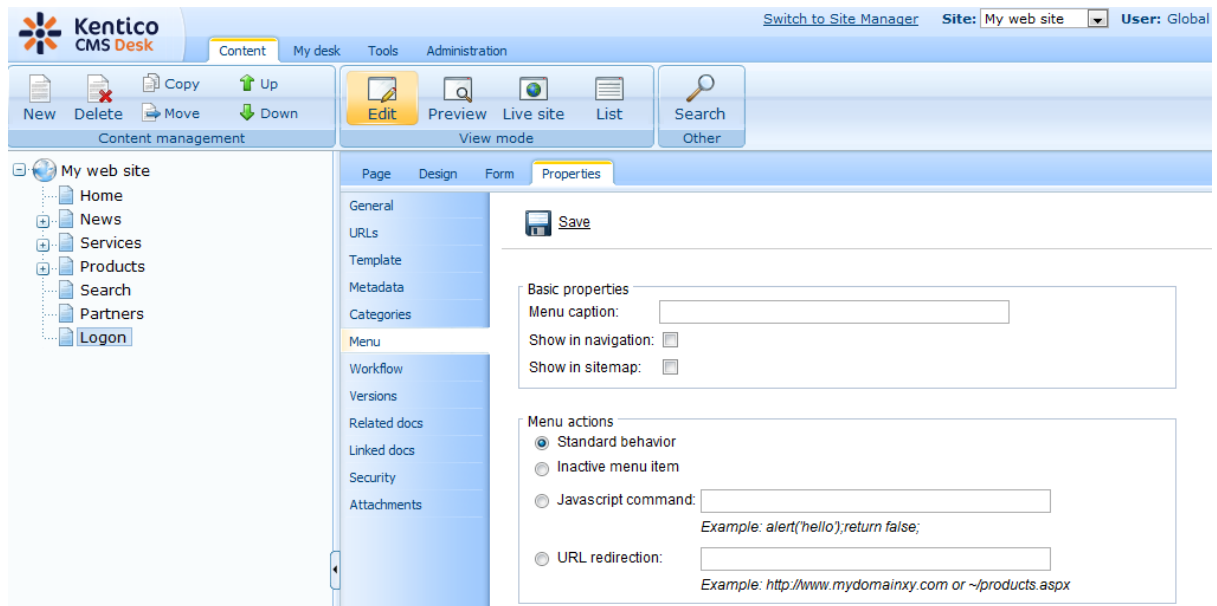 Kentico
CMS Desk
Switch to Site Manager Site: My web site User: Global
Content My desk Tools Administration
New
Delete
Copy
Move
Up
Down
Content management
Edit
Preview
Live site
List
View mode
Search
Other
My web site
Home
News
Services
Products
Search
Partners
Logon
Page Design Form Properties
General
URLs
Template
Metadata
Categories
Menu
Workflow
Versions
Related docs
Linked docs
Security
Attachments
Save
Basic properties
Menu caption:
Show in navigation:
Show in sitemap:
Menu actions
Standard behavior
Inactive menu item
Javascript command:
Example: alert('hello');return false;
URL redirection:
Example: http://www.mydomainxy.com or ~/products.aspx